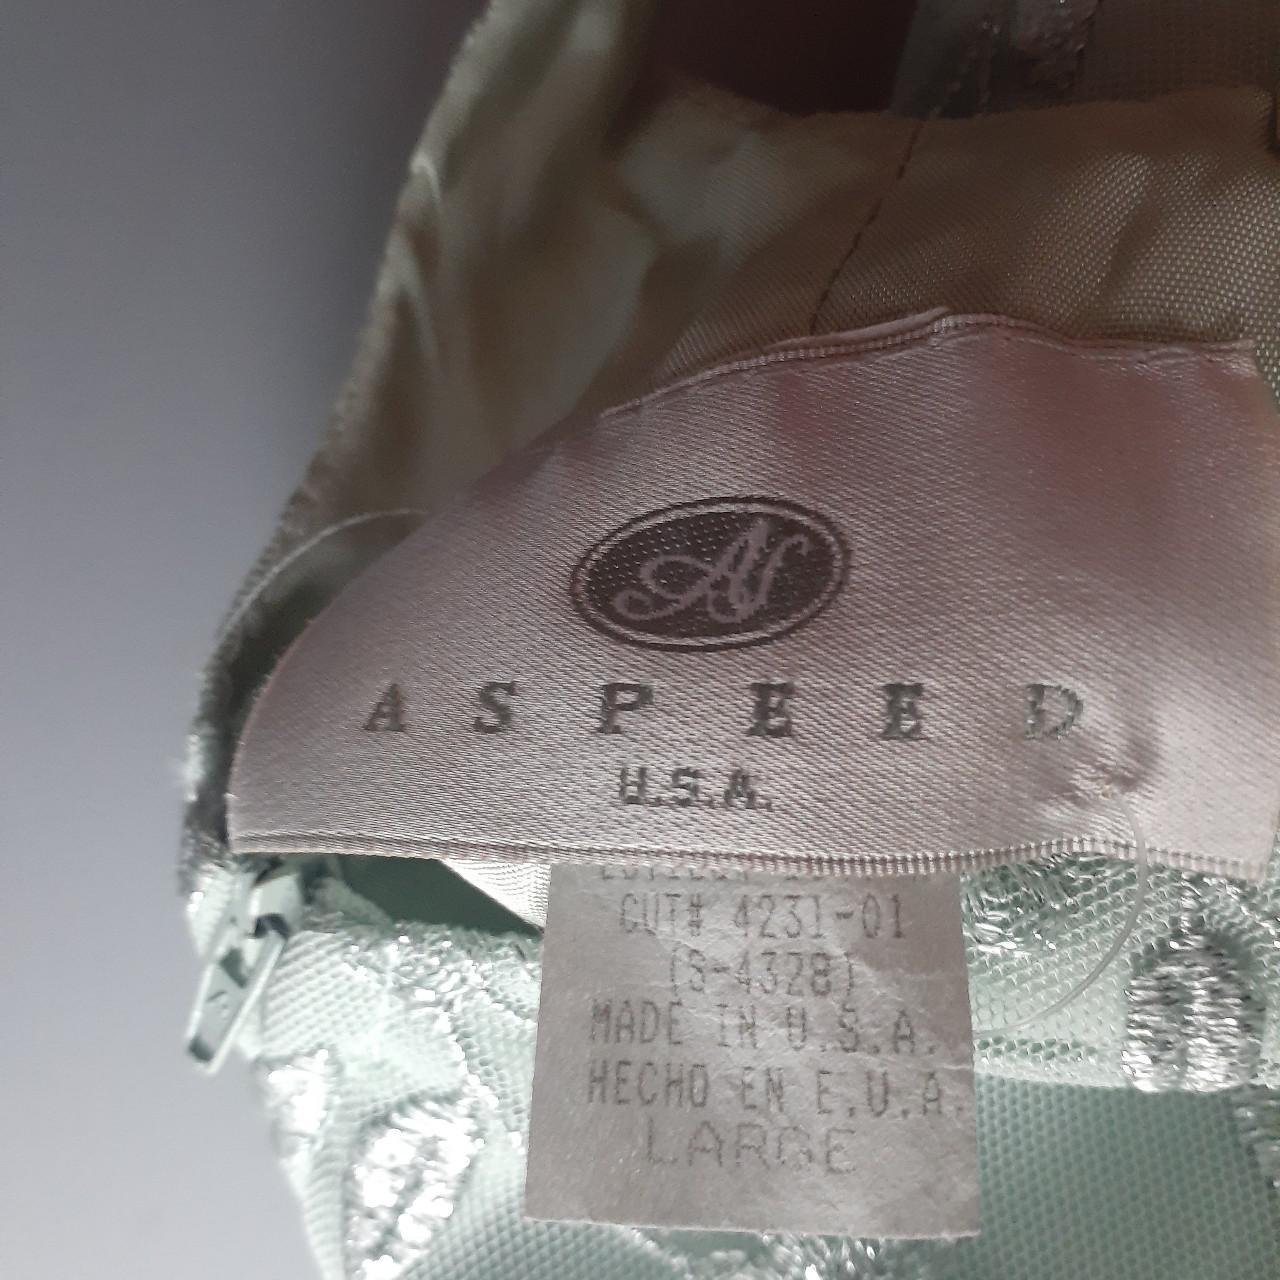 A
ASPEED
U.S.A.
CUT# 4231-01
(S-4328)
MADE IN U.S.A.
HECHO EN E.U.A.
LARGE